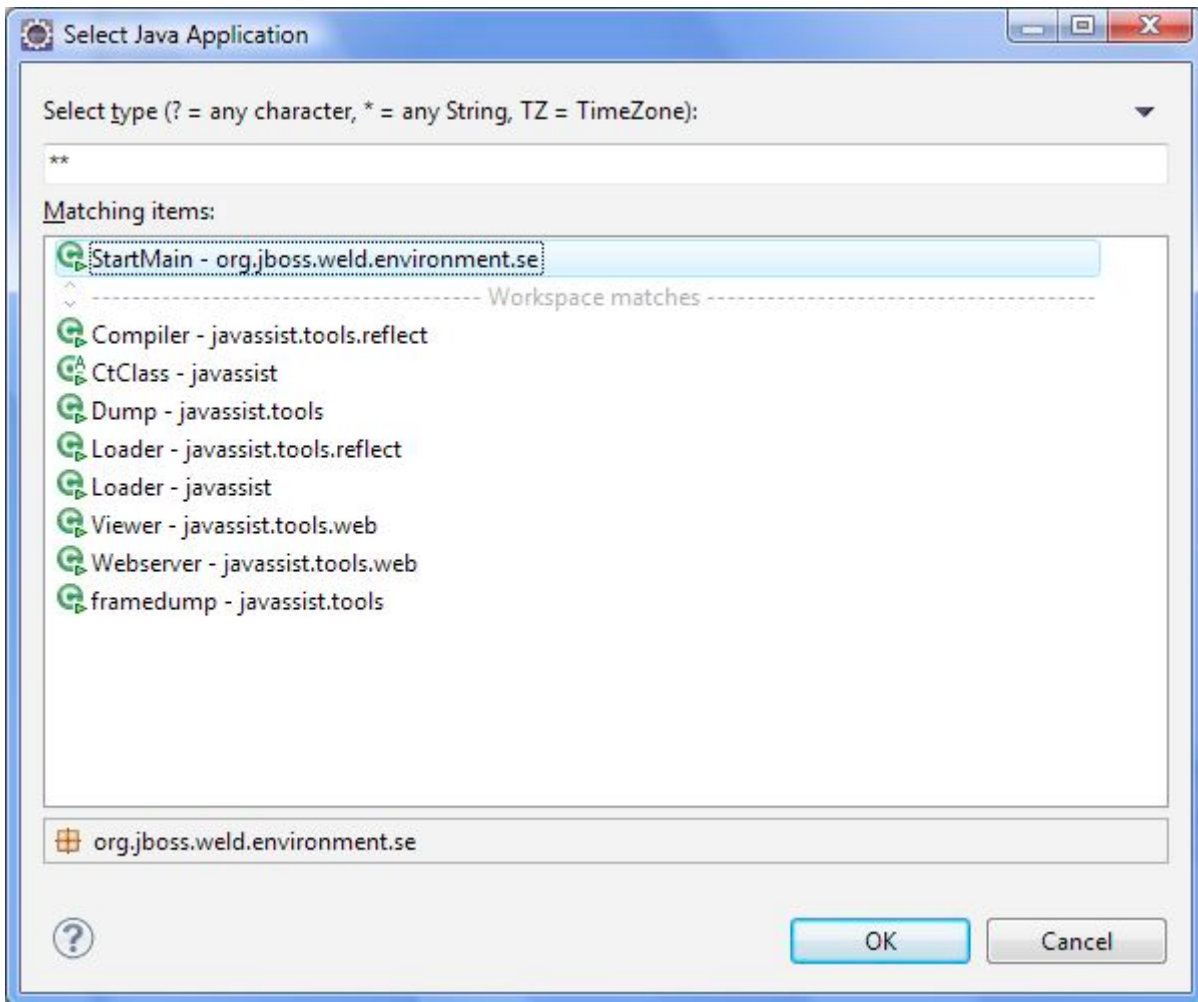 Select Java Application
Select type (? = any character, * = any String, TZ = TimeZone):
**
Matching items:
StartMain - org.jboss.weld.environment.se
Workspace matches
Compiler - javassist.tools.reflect
CtClass - javassist
Dump - javassist.tools
Loader - javassist.tools.reflect
Loader - javassist
Viewer - javassist.tools.web
Webserver - javassist.tools.web
framedump - javassist.tools
org.jboss.weld.environment.se
OK Cancel